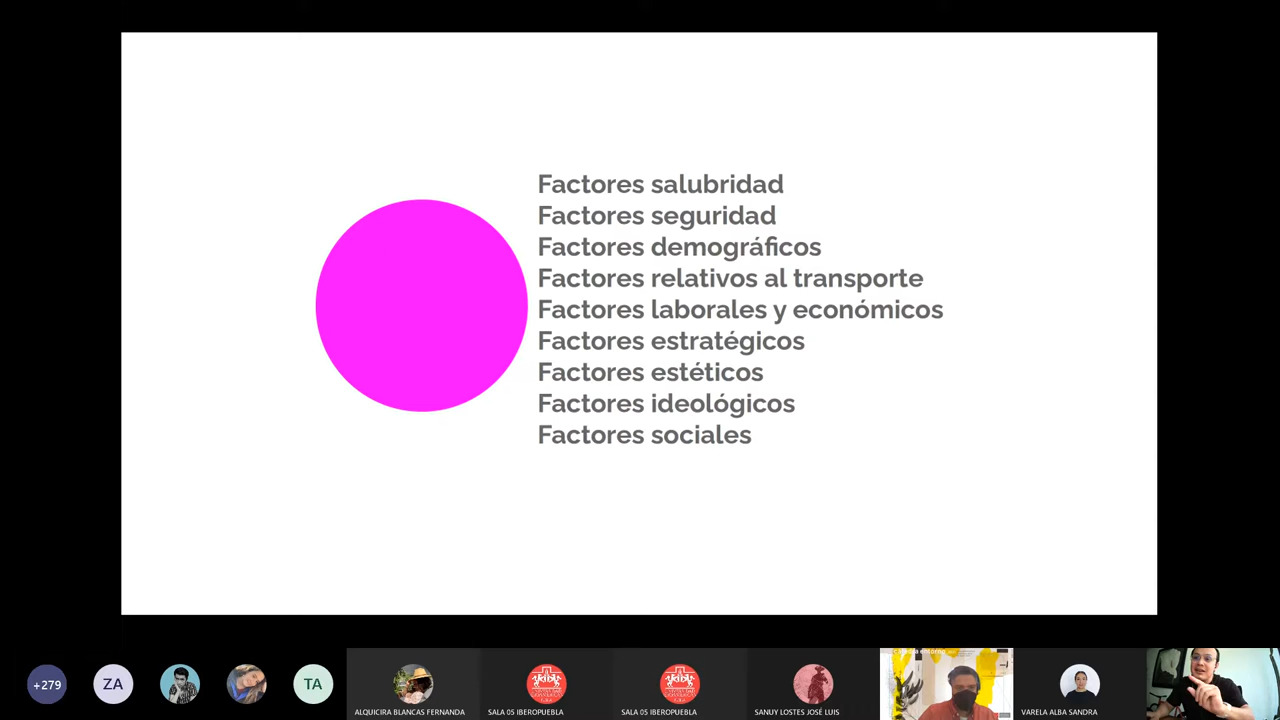 Factores salubridad
Factores seguridad
Factores demográficos
Factores relativos al transporte
Factores laborales y económicos
Factores estratégicos
Factores estéticos
Factores ideológicos
Factores sociales
+279
ZA
TA
ALQUICIRA BLANCAS FERNANDA
SALA 05 IBEROPUEBLA
SALA 05 IBEROPUEBLA
SANUY LOSTES JOSÉ LUIS
VARELA ALBA SANDRA